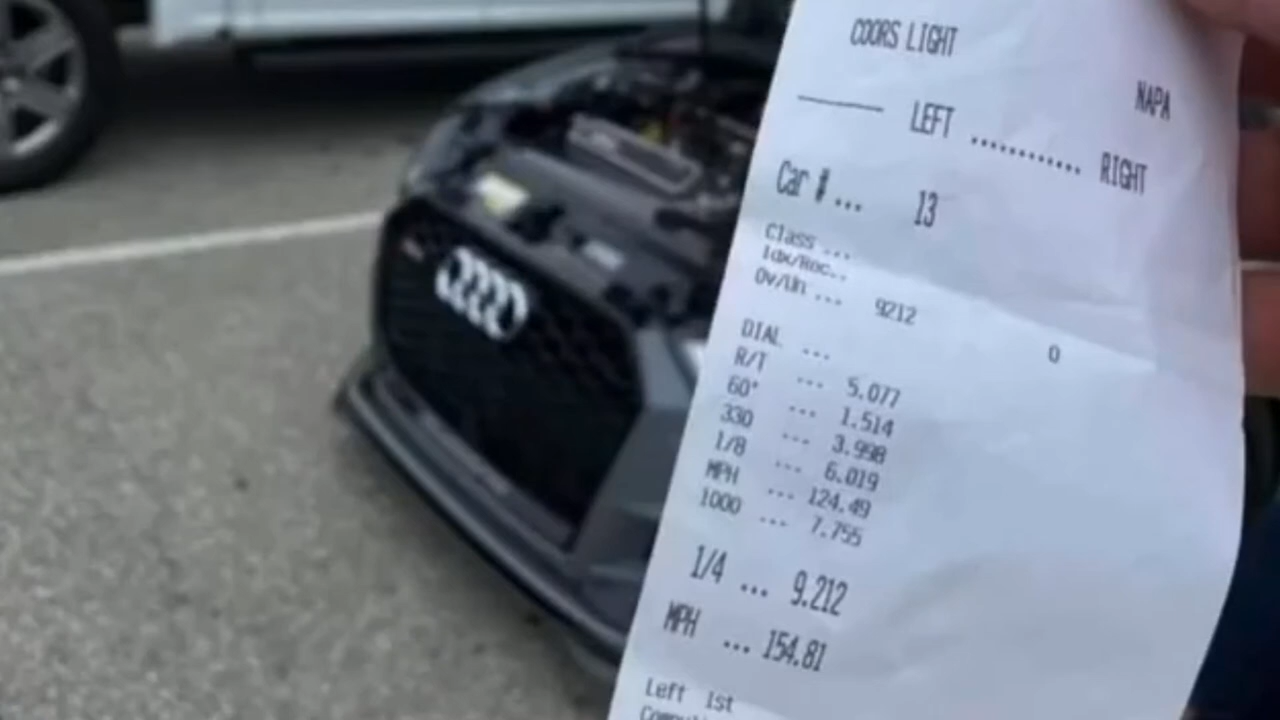 COORS LIGHT
NAPA
LEFT ............ RIGHT
Car # ... 13
Class ...
Idx/Rec..
Ov/Un ... 9212 0
DIAL ...
R/T ... 5.077
60' ... 1.514
330 ... 3.998
1/8 ... 6.019
MPH ... 124.49
1000 ... 7.755
1/4 ... 9.212
MPH ... 154.81
Left 1st